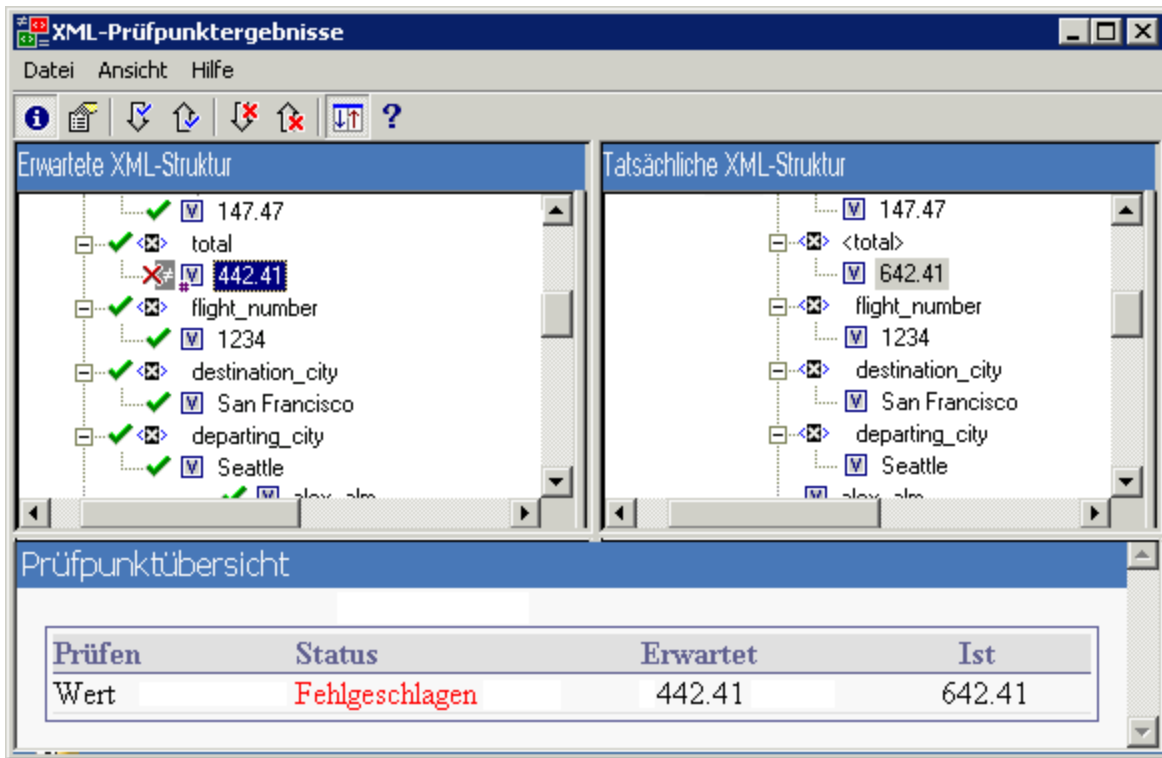 XML-Prüfpunktergebnisse
Datei Ansicht Hilfe
Erwartete XML-Struktur
147.47
total
442.41
flight_number
1234
destination_city
San Francisco
departing_city
Seattle
Tatsächliche XML-Struktur
147.47
<total>
642.41
flight_number
1234
destination_city
San Francisco
departing_city
Seattle
Prüfpunktübersicht
Prüfen Status Erwartet Ist
Wert Fehlgeschlagen 442.41 642.41